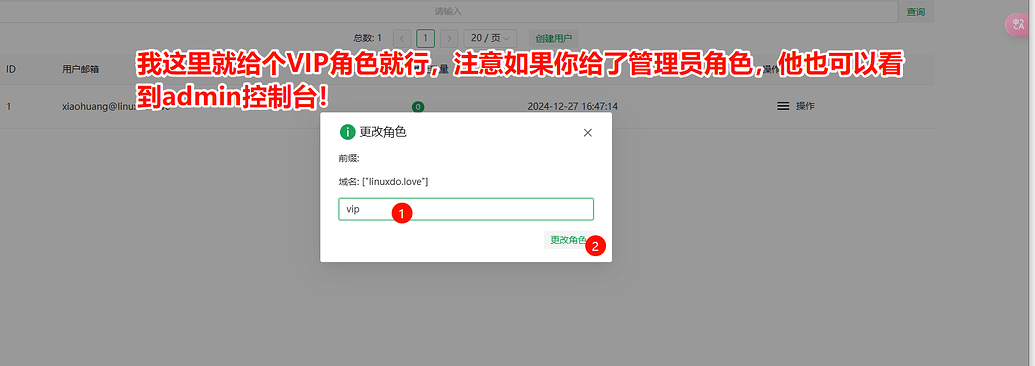 请输入
查询
总数: 1
1
20 / 页
创建用户
我这里就给个VIP角色就行，注意如果你给了管理员角色，他也可以看
到admin控制台！
ID
用户邮箱
量
操作
1
xiaohuang@linux
0
2024-12-27 16:47:14
操作
更改角色
前缀:
域名: ["linuxdo.love"]
vip
1
更改角色
2